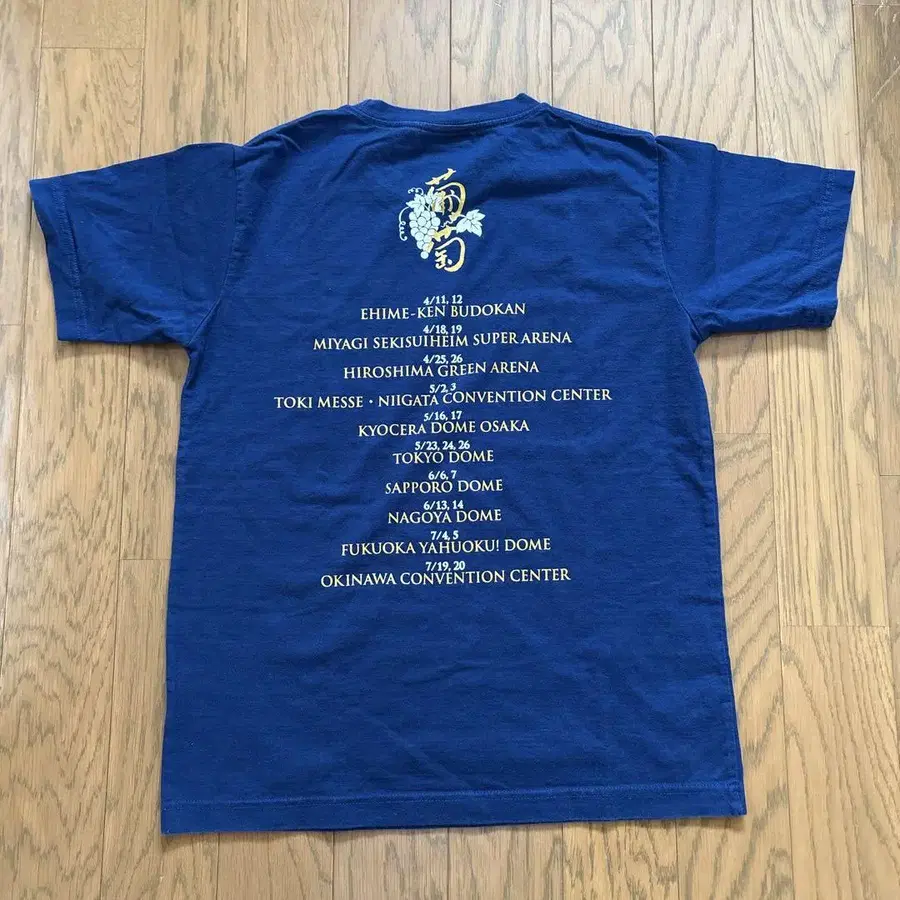 葡萄
4/11, 12
EHIME-KEN BUDOKAN
4/18, 19
MIYAGI SEKISUIHEIM SUPER ARENA
4/25, 26
HIROSHIMA GREEN ARENA
5/2, 3
TOKI MESSE・NIIGATA CONVENTION CENTER
5/16, 17
KYOCERA DOME OSAKA
5/23, 24, 26
TOKYO DOME
6/6, 7
SAPPORO DOME
6/13, 14
NAGOYA DOME
7/4, 5
FUKUOKA YAHUOKU! DOME
7/19, 20
OKINAWA CONVENTION CENTER